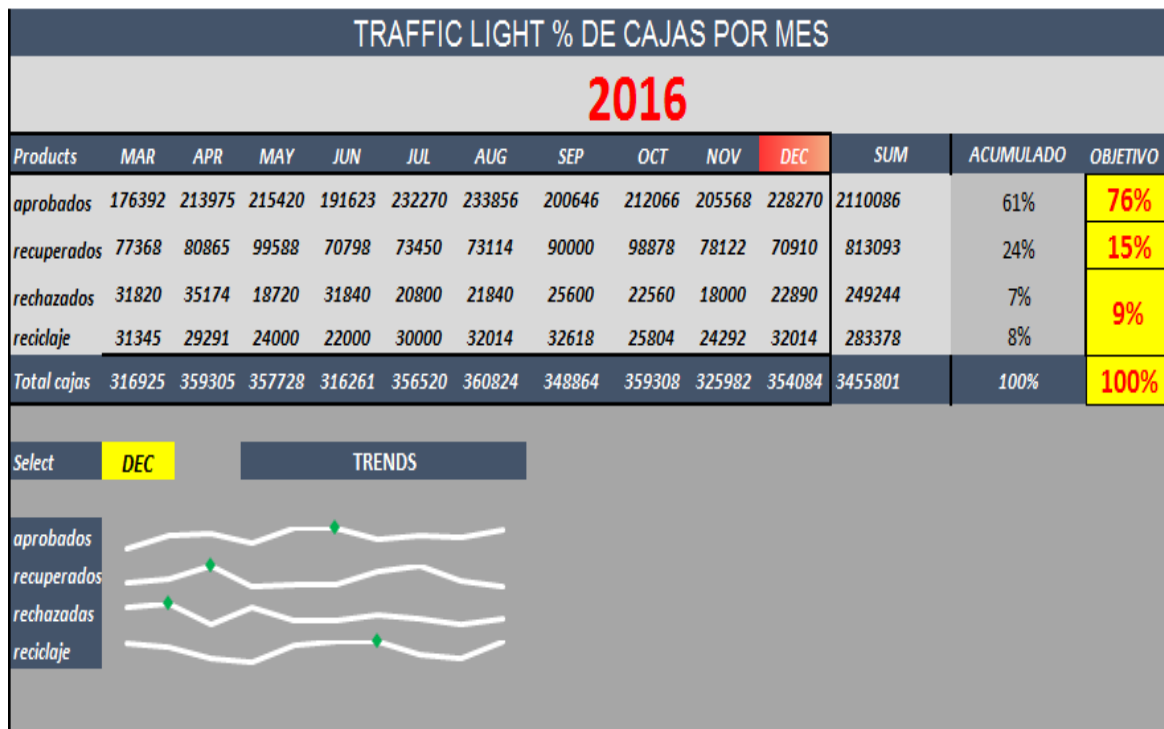 TRAFFIC LIGHT % DE CAJAS POR MES
2016
Products MAR APR MAY JUN JUL AUG SEP OCT NOV DEC SUM ACUMULADO OBJETIVO
aprobados 176392 213975 215420 191623 232270 233856 200646 212066 205568 228270 2110086 61% 76%
recuperados 77368 80865 99588 70798 73450 73114 90000 98878 78122 70910 813093 24% 15%
rechazados 31820 35174 18720 31840 20800 21840 25600 22560 18000 22890 249244 7% 9%
reciclaje 31345 29291 24000 22000 30000 32014 32618 25804 24292 32014 283378 8%
Total cajas 316925 359305 357728 316261 356520 360824 348864 359308 325982 354084 3455801 100% 100%
Select DEC TRENDS
aprobados
recuperados
rechazadas
reciclaje